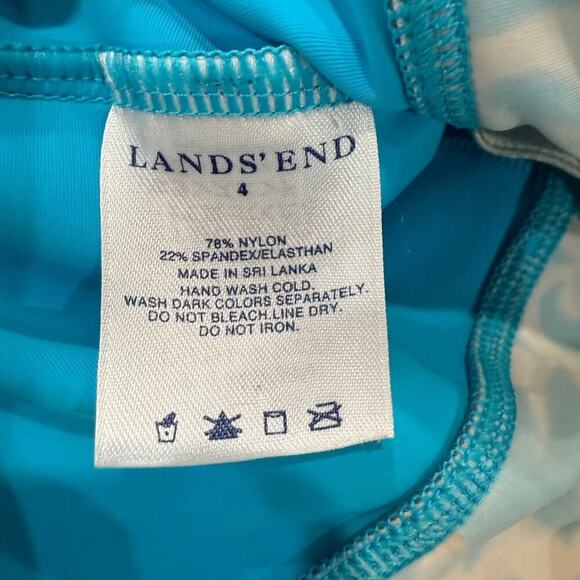 LANDS' END
4
78% NYLON
22% SPANDEX/ELASTHAN
MADE IN SRI LANKA
HAND WASH COLD.
WASH DARK COLORS SEPARATELY.
DO NOT BLEACH.LINE DRY.
DO NOT IRON.